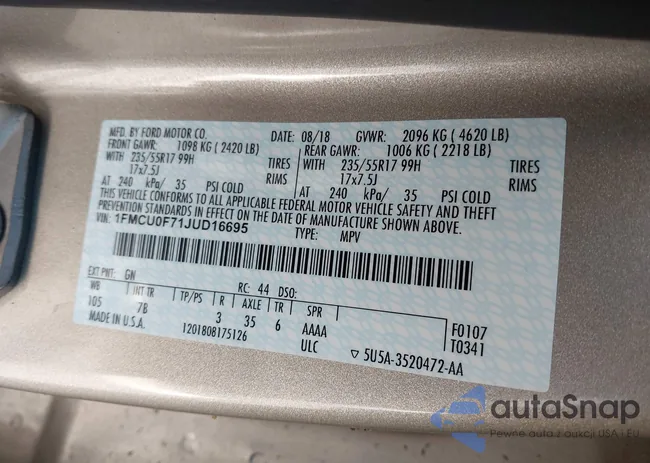 MFD. BY FORD MOTOR CO. DATE: 08/18 GVWR: 2096 KG ( 4620 LB)
FRONT GAWR: 1098 KG ( 2420 LB) REAR GAWR: 1006 KG ( 2218 LB)
WITH 235/55R17 99H TIRES WITH 235/55R17 99H TIRES
17x7.5J RIMS 17x7.5J RIMS
AT 240 kPa/ 35 PSI COLD AT 240 kPa/ 35 PSI COLD
THIS VEHICLE CONFORMS TO ALL APPLICABLE FEDERAL MOTOR VEHICLE SAFETY AND THEFT
PREVENTION STANDARDS IN EFFECT ON THE DATE OF MANUFACTURE SHOWN ABOVE.
VIN: 1FMCU0F71JUD16695
TYPE: MPV
EXT PNT: GN RC: 44 DSO:
WB INT TR TP/PS R AXLE TR SPR
105 7B 3 35 6 AAAA F0107
MADE IN U.S.A. 1201808175126 ULC T0341
▽ 5U5A-3520472-AA
autaSnap
Pewne auta z aukcji USA i EU